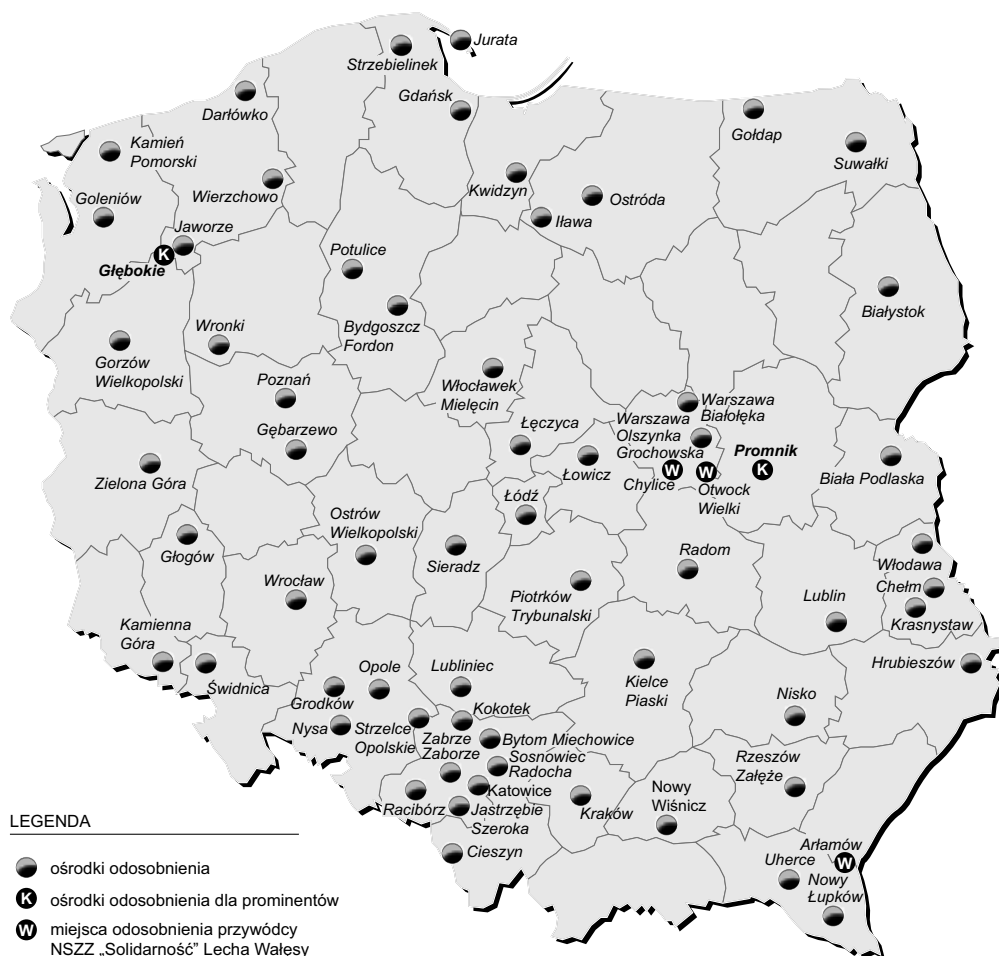 Jurata
Strzebielinek
Gdańsk
Darłówko
Gołdap
Suwałki
Kamień
Pomorski
Kwidzyn
Wierzchowo
Goleniów
Ostróda
Iława
Jaworze
K
Głębokie
Potulice
Białystok
Bydgoszcz
Fordon
Wronki
Gorzów
Wielkopolski
Poznań
Włocławek
Mielęcin
Warszawa
Białołęka
Gębarzewo
Łęczyca
Warszawa
Olszynka
Grochowska
Promnik
K
W
W
Zielona Góra
Łowicz
Chylice
Otwock
Wielki
Biała Podlaska
Łódź
Ostrów
Wielkopolski
Głogów
Sieradz
Radom
Włodawa
Wrocław
Piotrków
Trybunalski
Chełm
Lublin
Krasnystaw
Kamienna
Góra
Świdnica
Opole
Lubliniec
Kielce
Piaski
Hrubieszów
Grodków
Nisko
Kokotek
Nysa
Strzelce
Opolskie
Zabrze
Zaborze
Bytom Miechowice
Sosnowiec
Radocha
Rzeszów
Załęże
Katowice
Nowy
Wiśnicz
Racibórz
Jastrzębie
Szeroka
Kraków
Cieszyn
Arłamów
W
Uherce
Nowy
Łupków
LEGENDA
ośrodki odosobnienia
K ośrodki odosobnienia dla prominentów
W miejsca odosobnienia przywódcy
NSZZ „Solidarność” Lecha Wałęsy